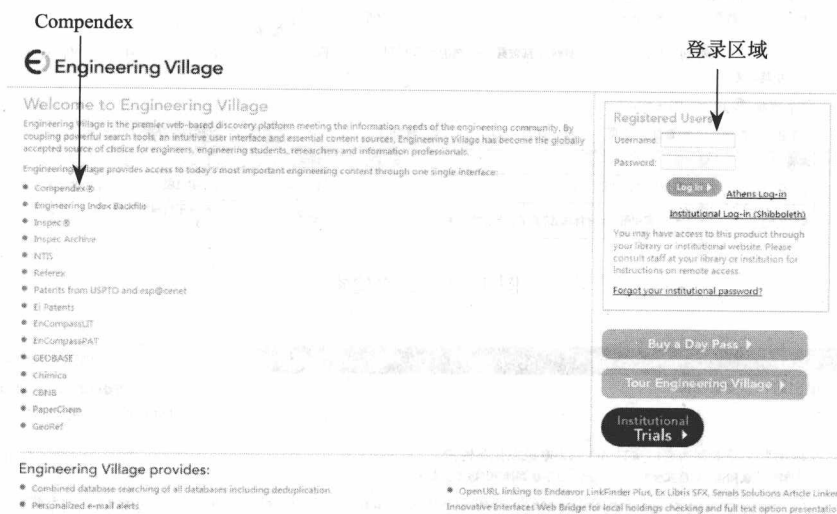 Compendex
登录区域
Engineering Village
Welcome to Engineering Village
Engineering Village is the premier web-based discovery platform meeting the information needs of the engineering community. By
coupling powerful search tools, an intuitive user interface and essential content sources, Engineering Village has become the globally
accepted source of choice for engineers, engineering students, researchers and information professionals.
Engineering Village provides access to today's most important engineering content through one single interface:
Compendex®
Engineering Index Backfile
Inspec®
Inspec Archive
NTIS
Referex
Patents from USPTO and esp@cenet
Ei Patents
EnCompassLIT
EnCompassPAT
GEOBASE
Chimica
CBNB
PaperChem
GeoRef
Registered Users
Username:
Password:
Log In
Athens Log-in
Institutional Log-in (Shibboleth)
You may have access to this product through
your library or institutional website. Please
consult staff at your library or institution for
instructions on remote access.
Forgot your institutional password?
Buy a Day Pass
Tour Engineering Village
Institutional
Trials
Engineering Village provides:
Combined database searching of all databases including deduplication
Personalized e-mail alerts
OpenURL linking to Endeavor LinkFinder Plus, Ex Libris SFX, Serials Solutions Article Linker
Innovative Interfaces Web Bridge for local holdings checking and full text option presentatio